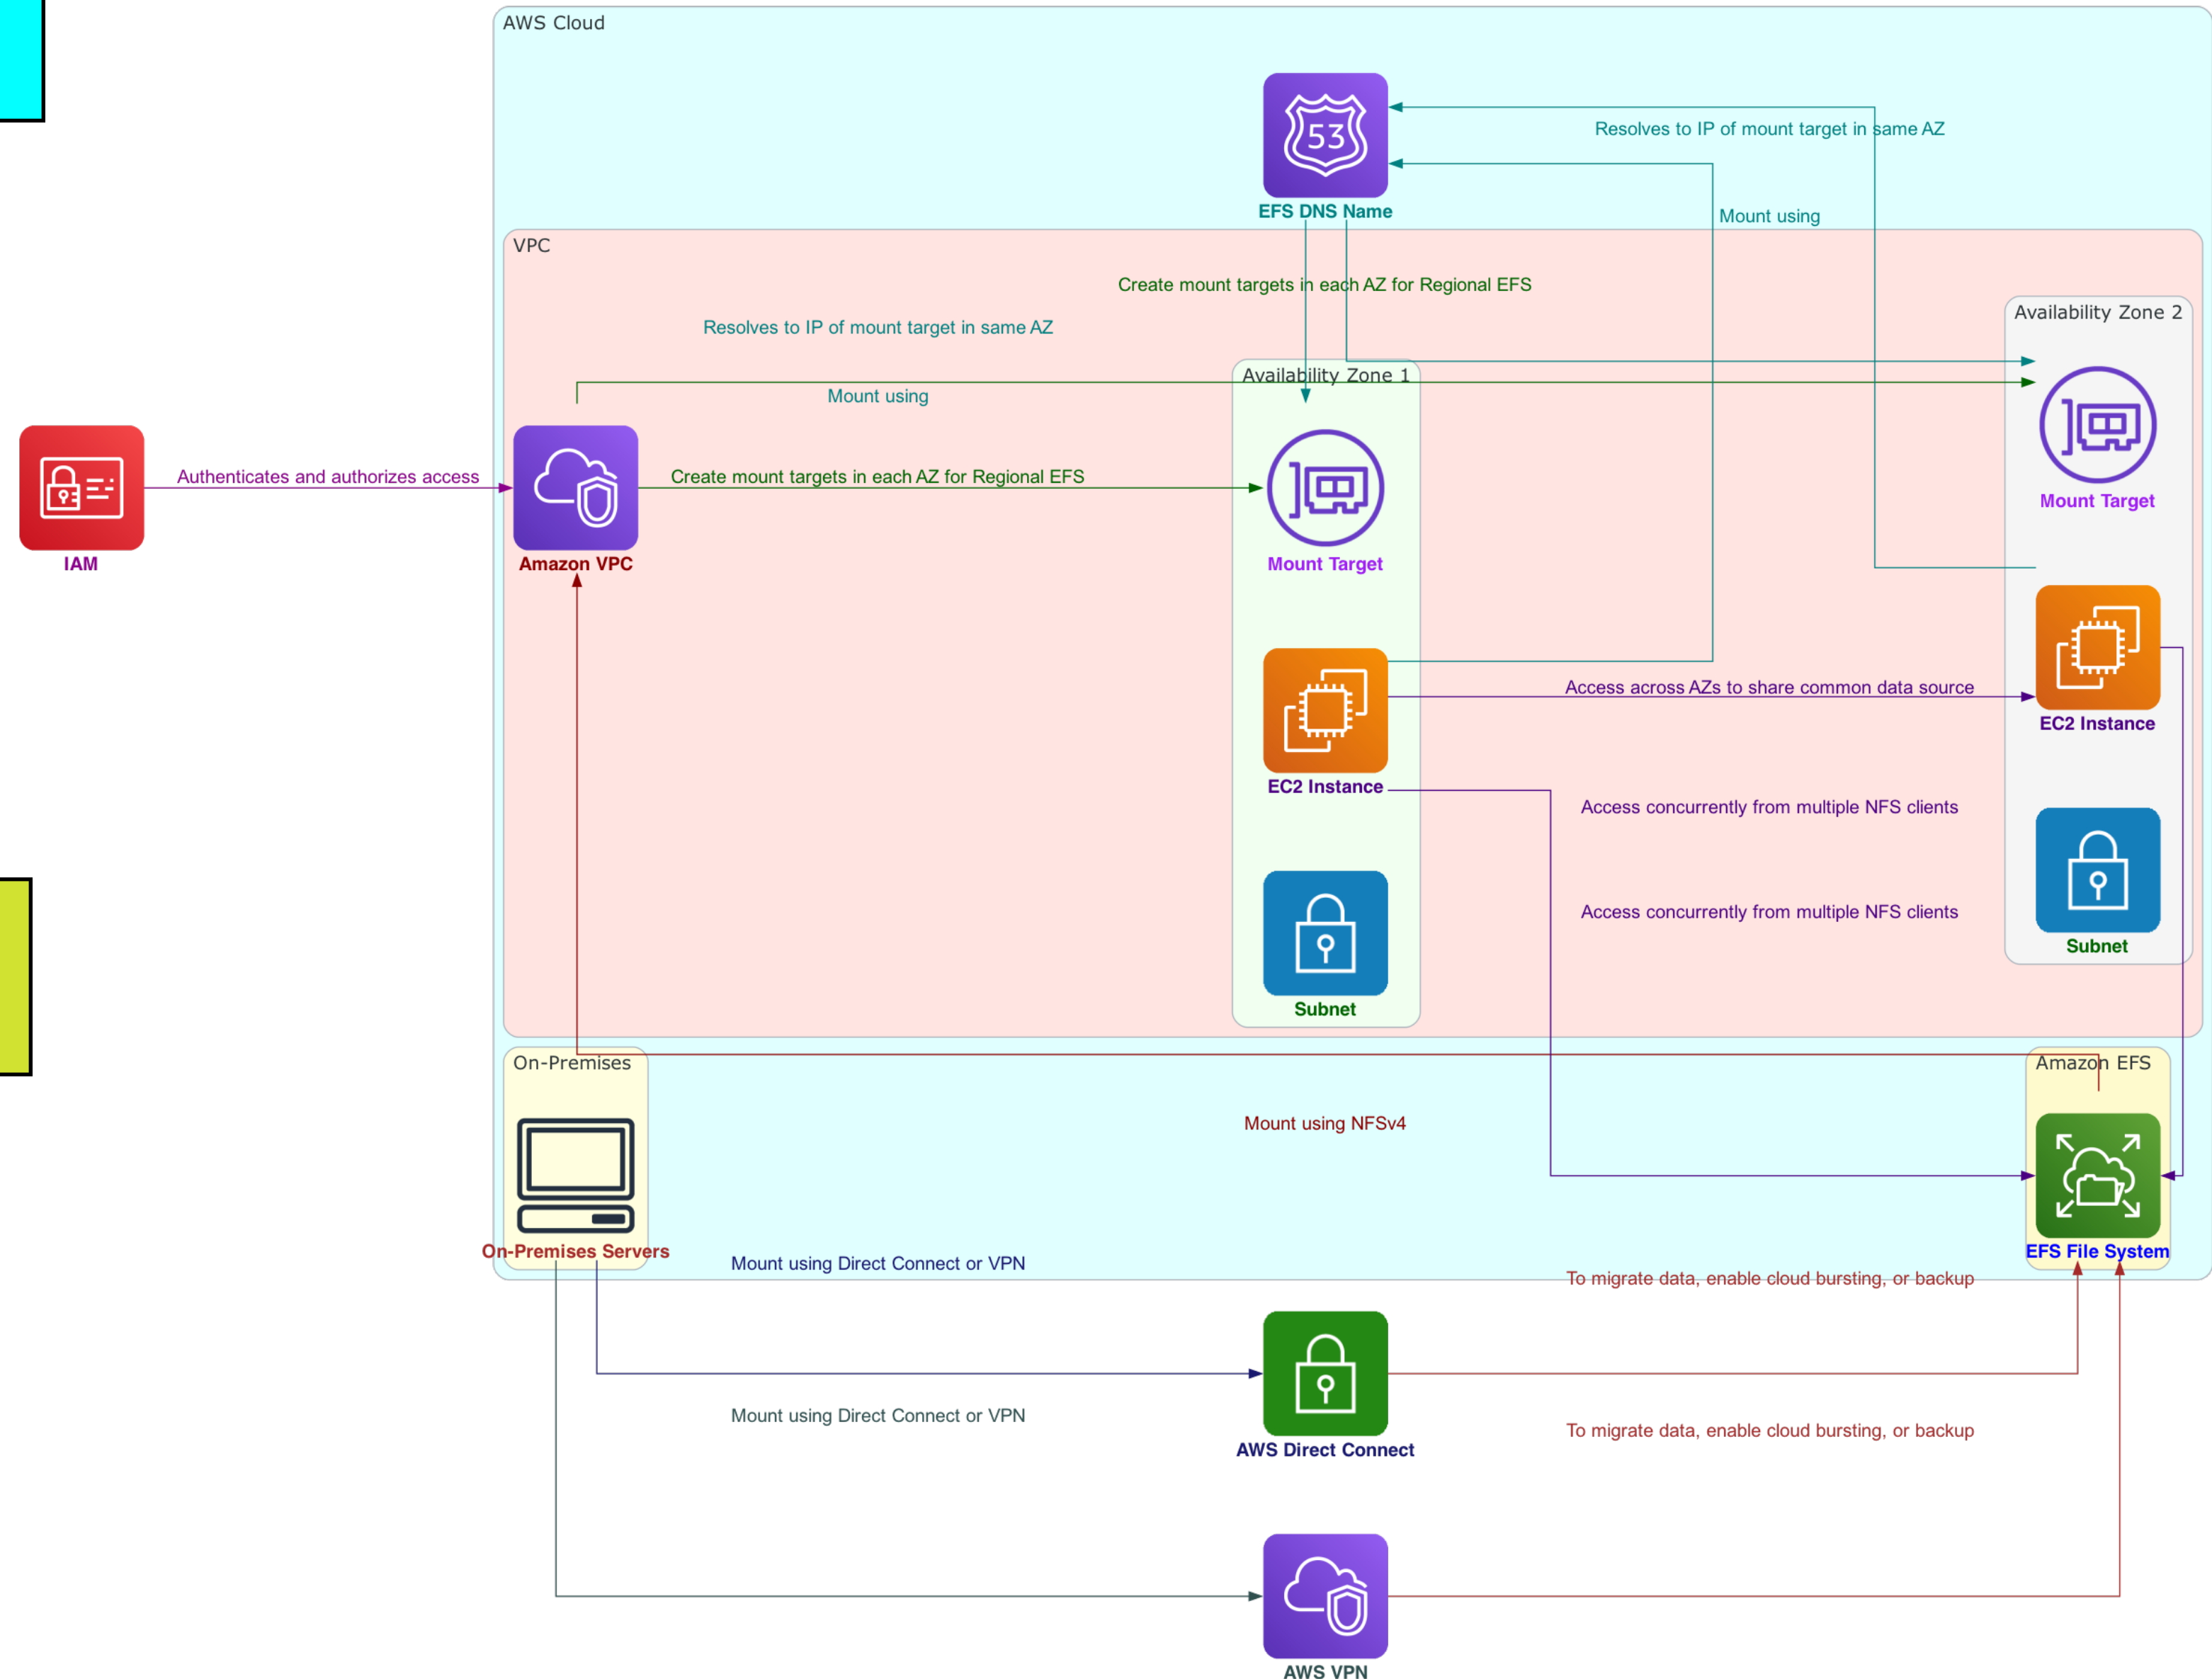 AWS Cloud
53
Resolves to IP of mount target in same AZ
EFS DNS Name
Mount using
VPC
Create mount targets in each AZ for Regional EFS
Availability Zone 2
Resolves to IP of mount target in same AZ
Availability Zone 1
Mount using
Authenticates and authorizes access
Create mount targets in each AZ for Regional EFS
Mount Target
IAM
Amazon VPC
Mount Target
Access across AZs to share common data source
EC2 Instance
EC2 Instance
Access concurrently from multiple NFS clients
Access concurrently from multiple NFS clients
Subnet
Subnet
On-Premises
Amazon EFS
Mount using NFSv4
On-Premises Servers
EFS File System
Mount using Direct Connect or VPN
To migrate data, enable cloud bursting, or backup
Mount using Direct Connect or VPN
To migrate data, enable cloud bursting, or backup
AWS Direct Connect
AWS VPN